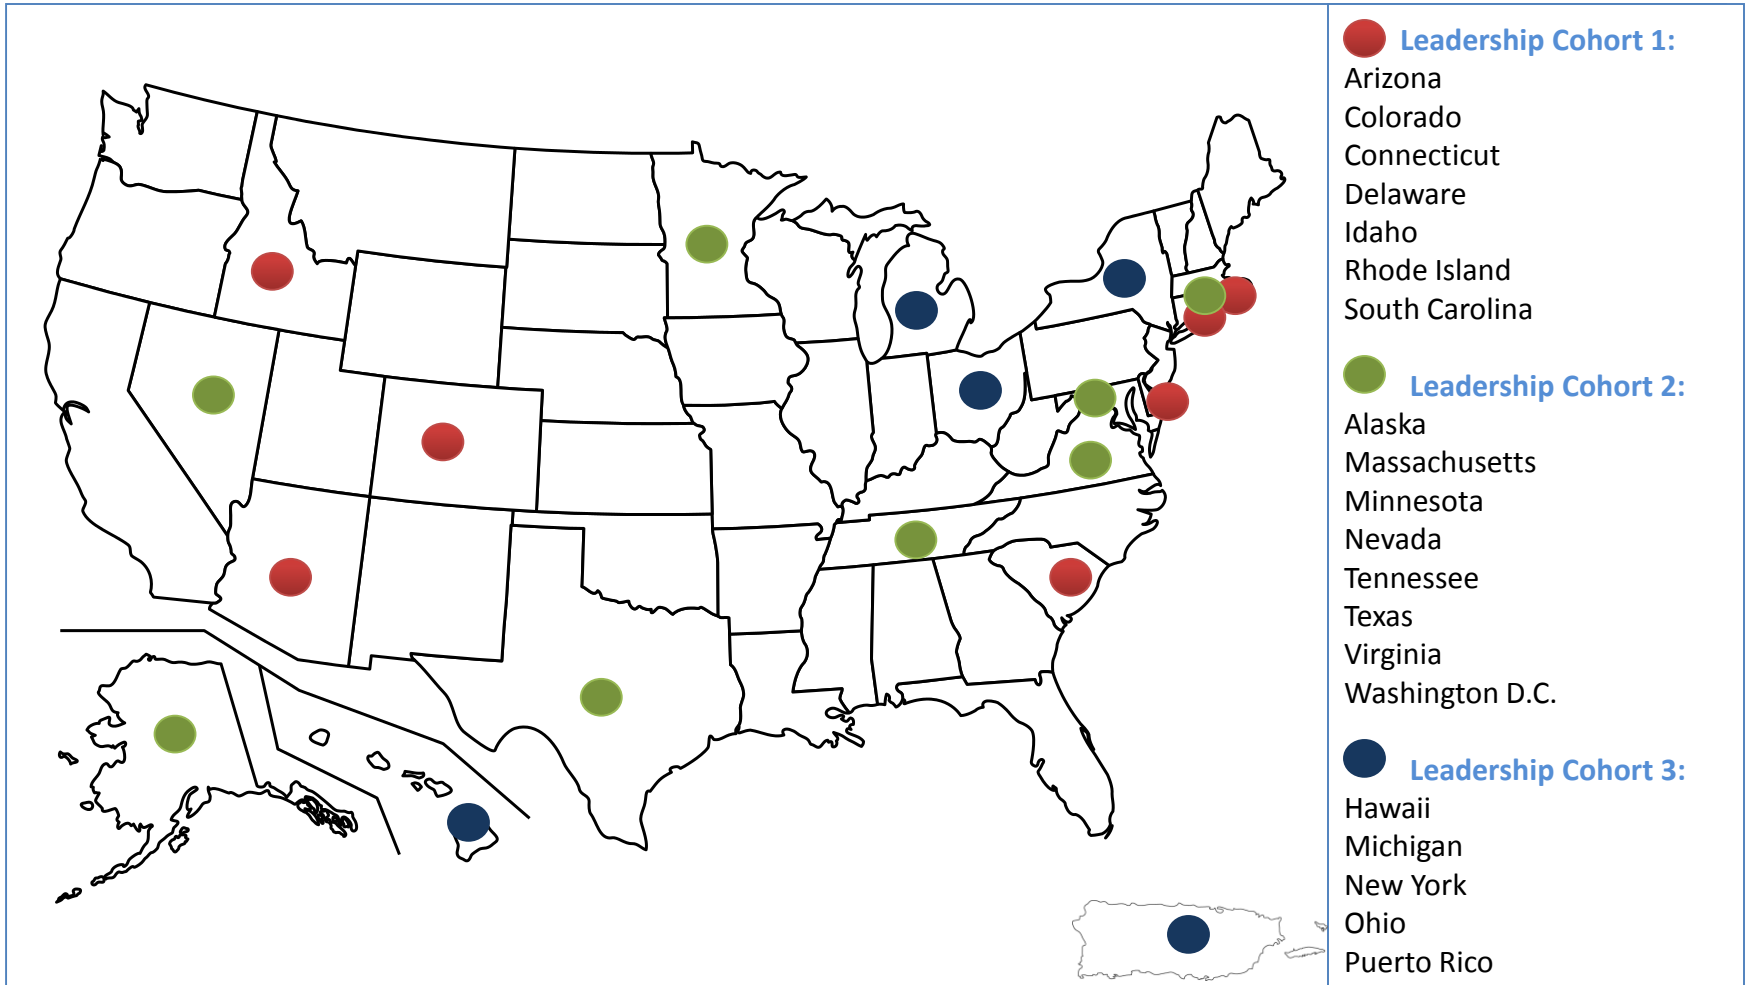 Leadership Cohort 1:
Arizona
Colorado
Connecticut
Delaware
Idaho
Rhode Island
South Carolina
Leadership Cohort 2:
Alaska
Massachusetts
Minnesota
Nevada
Tennessee
Texas
Virginia
Washington D.C.
Leadership Cohort 3:
Hawaii
Michigan
New York
Ohio
Puerto Rico